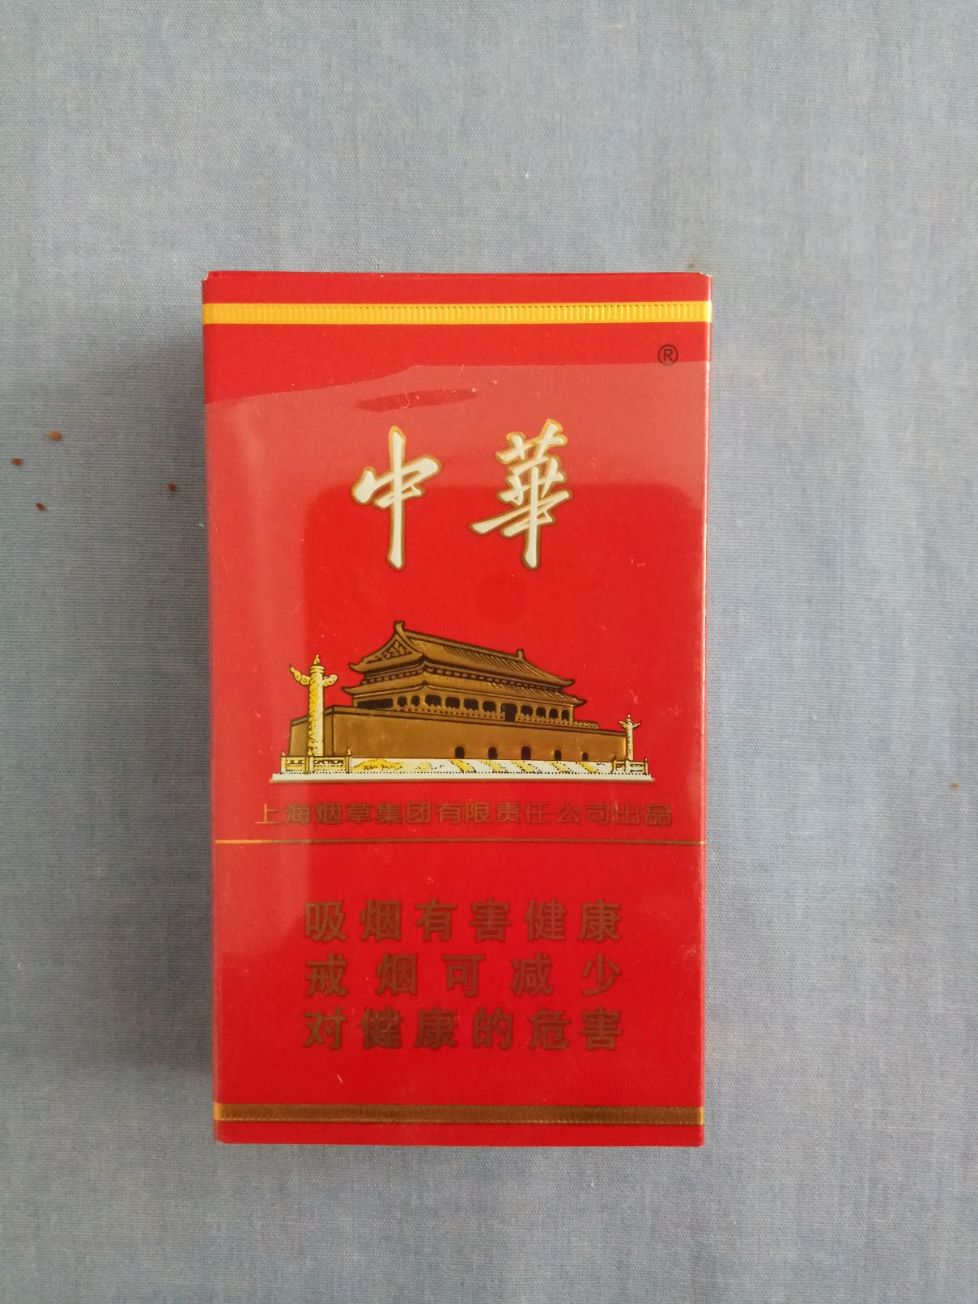 ®
中華
上海烟草集团有限责任公司出品
吸烟有害健康
戒烟可减少
对健康的危害